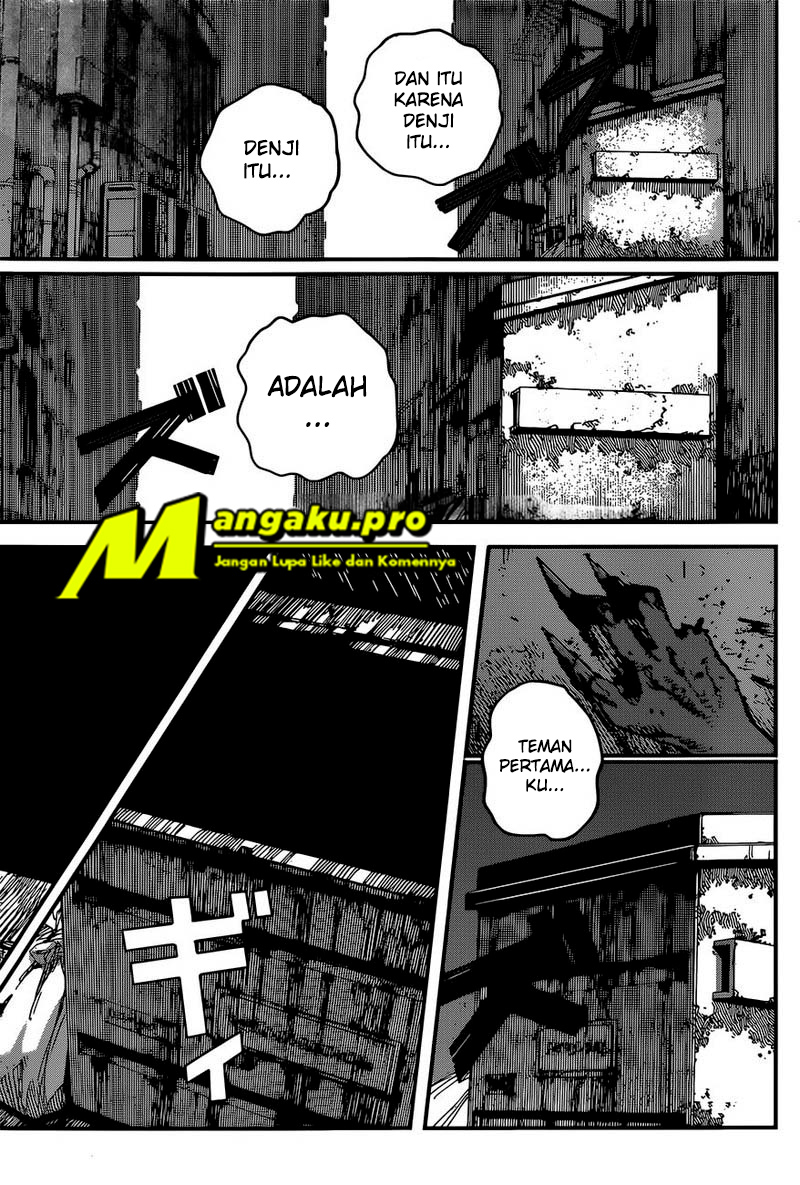 DAN ITU
KARENA
DENJI
ITU...
DENJI
ITU...
ADALAH
...
Mangaku.pro
Jangan Lupa Like dan Komennya
TEMAN
PERTAMA...
KU...
ギィ